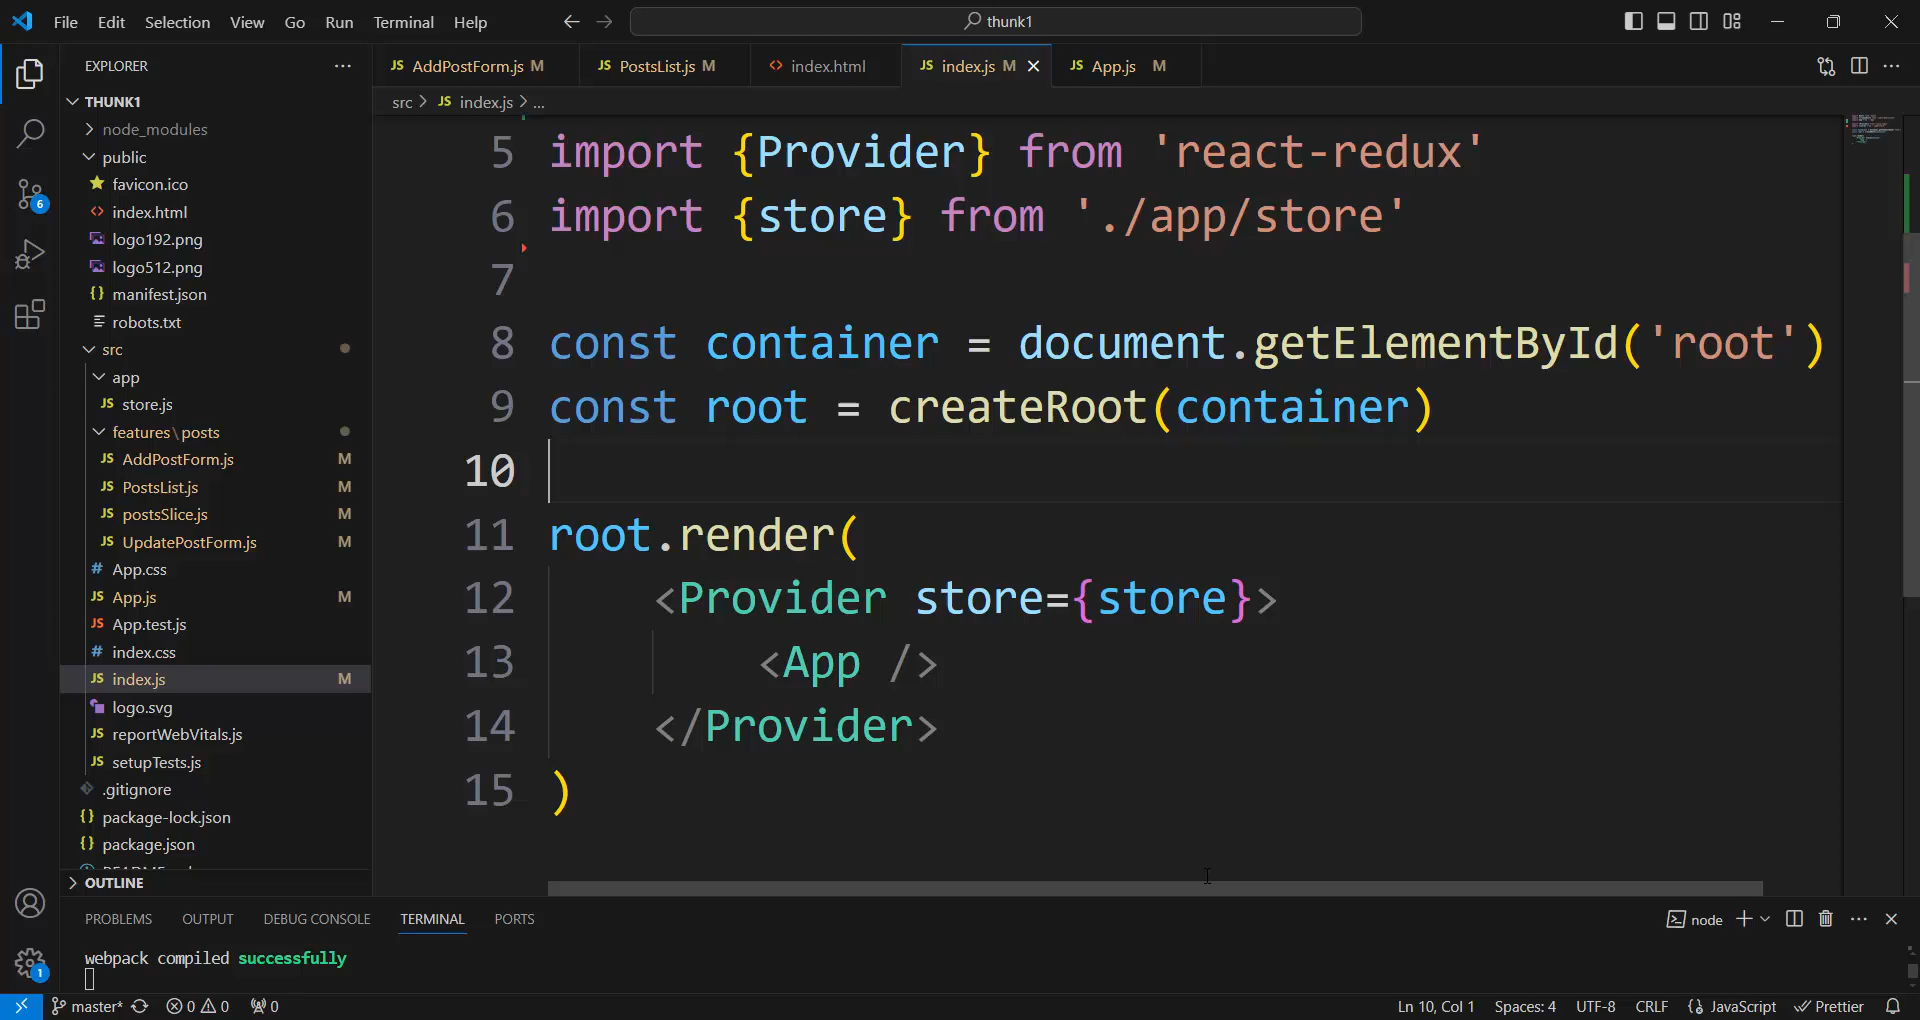 File Edit Selection View Go Run Terminal Help
thunk1
EXPLORER
AddPostForm.js M
PostsList.js M
index.html
index.js M
App.js M
THUNK1
src > JS index.js > ...
node_modules
public
favicon.ico
index.html
logo192.png
logo512.png
manifest.json
robots.txt
src
app
store.js
features\posts
AddPostForm.js M
PostsList.js M
postsSlice.js M
UpdatePostForm.js M
App.css
App.js M
App.test.js
index.css
index.js M
logo.svg
reportWebVitals.js
setupTests.js
.gitignore
package-lock.json
package.json
OUTLINE
6
1
5 import {Provider} from 'react-redux'
6 import {store} from './app/store'
7
8 const container = document.getElementById('root')
9 const root = createRoot(container)
10
11 root.render(
12 <Provider store={store}>
13 <App />
14 </Provider>
15 )
PROBLEMS OUTPUT DEBUG CONSOLE TERMINAL PORTS
node
webpack compiled successfully
master* 0 0 0
Ln 10, Col 1 Spaces: 4 UTF-8 CRLF {} JavaScript Prettier